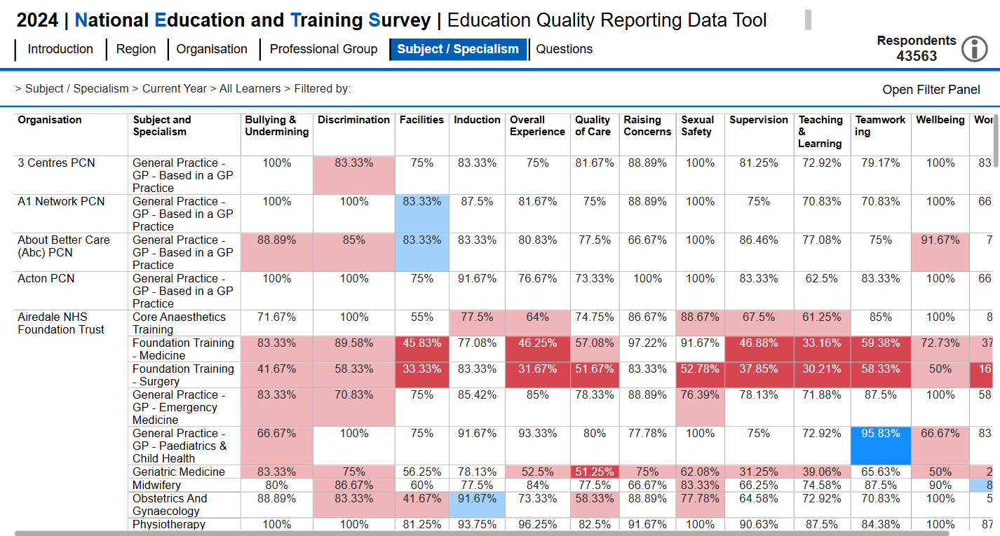 2024 | National Education and Training Survey | Education Quality Reporting Data Tool
Introduction Region Organisation Professional Group Subject / Specialism Questions
Respondents
43563
> Subject / Specialism > Current Year > All Learners > Filtered by:
Open Filter Panel
Organisation Subject and Specialism Bullying & Undermining Discrimination Facilities Induction Overall Experience Quality of Care Raising Concerns Sexual Safety Supervision Teaching & Learning Teamworking Wellbeing Wor
3 Centres PCN General Practice - GP - Based in a GP Practice 100% 83.33% 75% 83.33% 75% 81.67% 88.89% 100% 81.25% 72.92% 79.17% 100% 83.
A1 Network PCN General Practice - GP - Based in a GP Practice 100% 100% 83.33% 87.5% 81.67% 75% 88.89% 100% 75% 70.83% 70.83% 100% 66.
About Better Care (Abc) PCN General Practice - GP - Based in a GP Practice 88.89% 85% 83.33% 83.33% 80.83% 77.5% 66.67% 100% 86.46% 77.08% 75% 91.67% 7
Acton PCN General Practice - GP - Based in a GP Practice 100% 100% 75% 91.67% 76.67% 73.33% 100% 100% 83.33% 62.5% 83.33% 100% 66.
Airedale NHS Foundation Trust Core Anaesthetics Training 71.67% 100% 55% 77.5% 64% 74.75% 86.67% 88.67% 67.5% 61.25% 85% 100% 8
Foundation Training - Medicine 83.33% 89.58% 45.83% 77.08% 46.25% 57.08% 97.22% 91.67% 46.88% 33.16% 59.38% 72.73% 37
Foundation Training - Surgery 41.67% 58.33% 33.33% 83.33% 31.67% 51.67% 83.33% 52.78% 37.85% 30.21% 58.33% 50% 16
General Practice - GP - Emergency Medicine 83.33% 70.83% 75% 85.42% 85% 78.33% 88.89% 76.39% 78.13% 71.88% 87.5% 100% 58.
General Practice - GP - Paediatrics & Child Health 66.67% 100% 75% 91.67% 93.33% 80% 77.78% 100% 75% 72.92% 95.83% 66.67% 83.
Geriatric Medicine 83.33% 75% 56.25% 78.13% 52.5% 51.25% 75% 62.08% 31.25% 39.06% 65.63% 50% 2
Midwifery 80% 86.67% 60% 77.5% 84% 77.5% 66.67% 83.33% 66.25% 74.58% 87.5% 90% 8
Obstetrics And Gynaecology 88.89% 83.33% 41.67% 91.67% 73.33% 58.33% 88.89% 77.78% 64.58% 72.92% 70.83% 100% 5
Physiotherapy 100% 100% 81.25% 93.75% 96.25% 82.5% 91.67% 100% 90.63% 87.5% 84.38% 100% 87